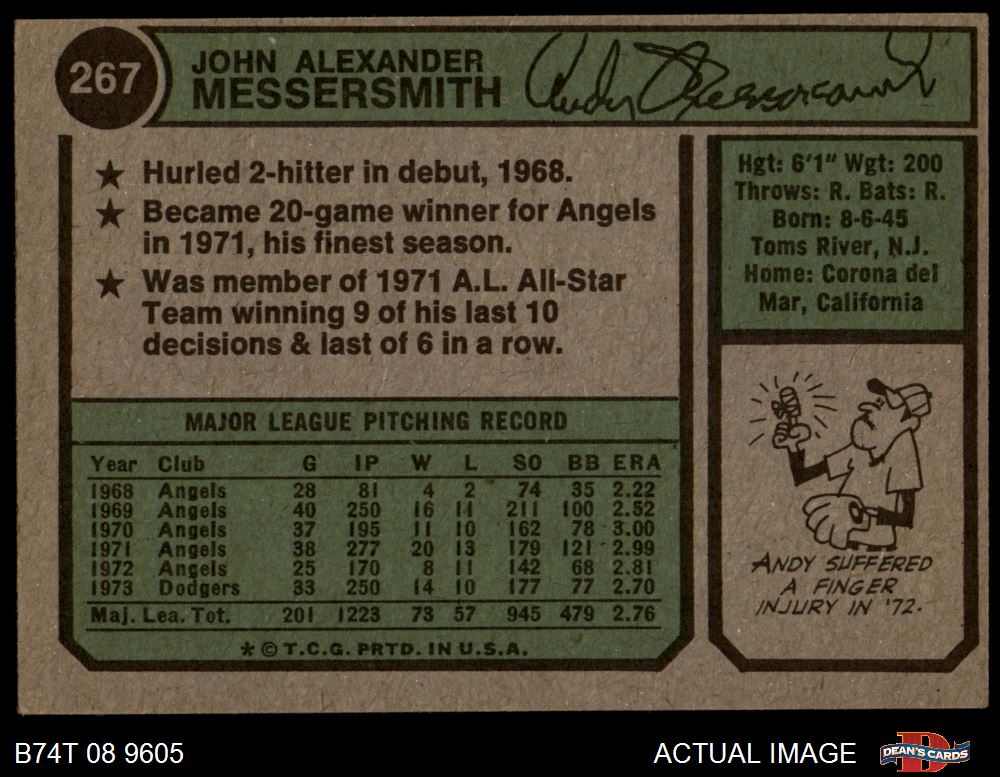 267
JOHN ALEXANDER
MESSERSMITH
Andy Messersmith
★ Hurled 2-hitter in debut, 1968.
★ Became 20-game winner for Angels
in 1971, his finest season.
★ Was member of 1971 A.L. All-Star
Team winning 9 of his last 10
decisions & last of 6 in a row.
Hgt: 6'1" Wgt: 200
Throws: R. Bats: R.
Born: 8-6-45
Toms River, N.J.
Home: Corona del
Mar, California
MAJOR LEAGUE PITCHING RECORD
Year Club G IP W L SO BB ERA
1968 Angels 28 81 4 2 74 35 2.22
1969 Angels 40 250 16 11 211 100 2.52
1970 Angels 37 195 11 10 162 78 3.00
1971 Angels 38 277 20 13 179 121 2.99
1972 Angels 25 170 8 11 142 68 2.81
1973 Dodgers 33 250 14 10 177 77 2.70
Maj. Lea. Tot. 201 1223 73 57 945 479 2.76
* © T.C.G. PRTD. IN U.S.A.
ANDY SUFFERED
A FINGER
INJURY IN '72.
B74T 08 9605
ACTUAL IMAGE
D
DEAN'S CARDS